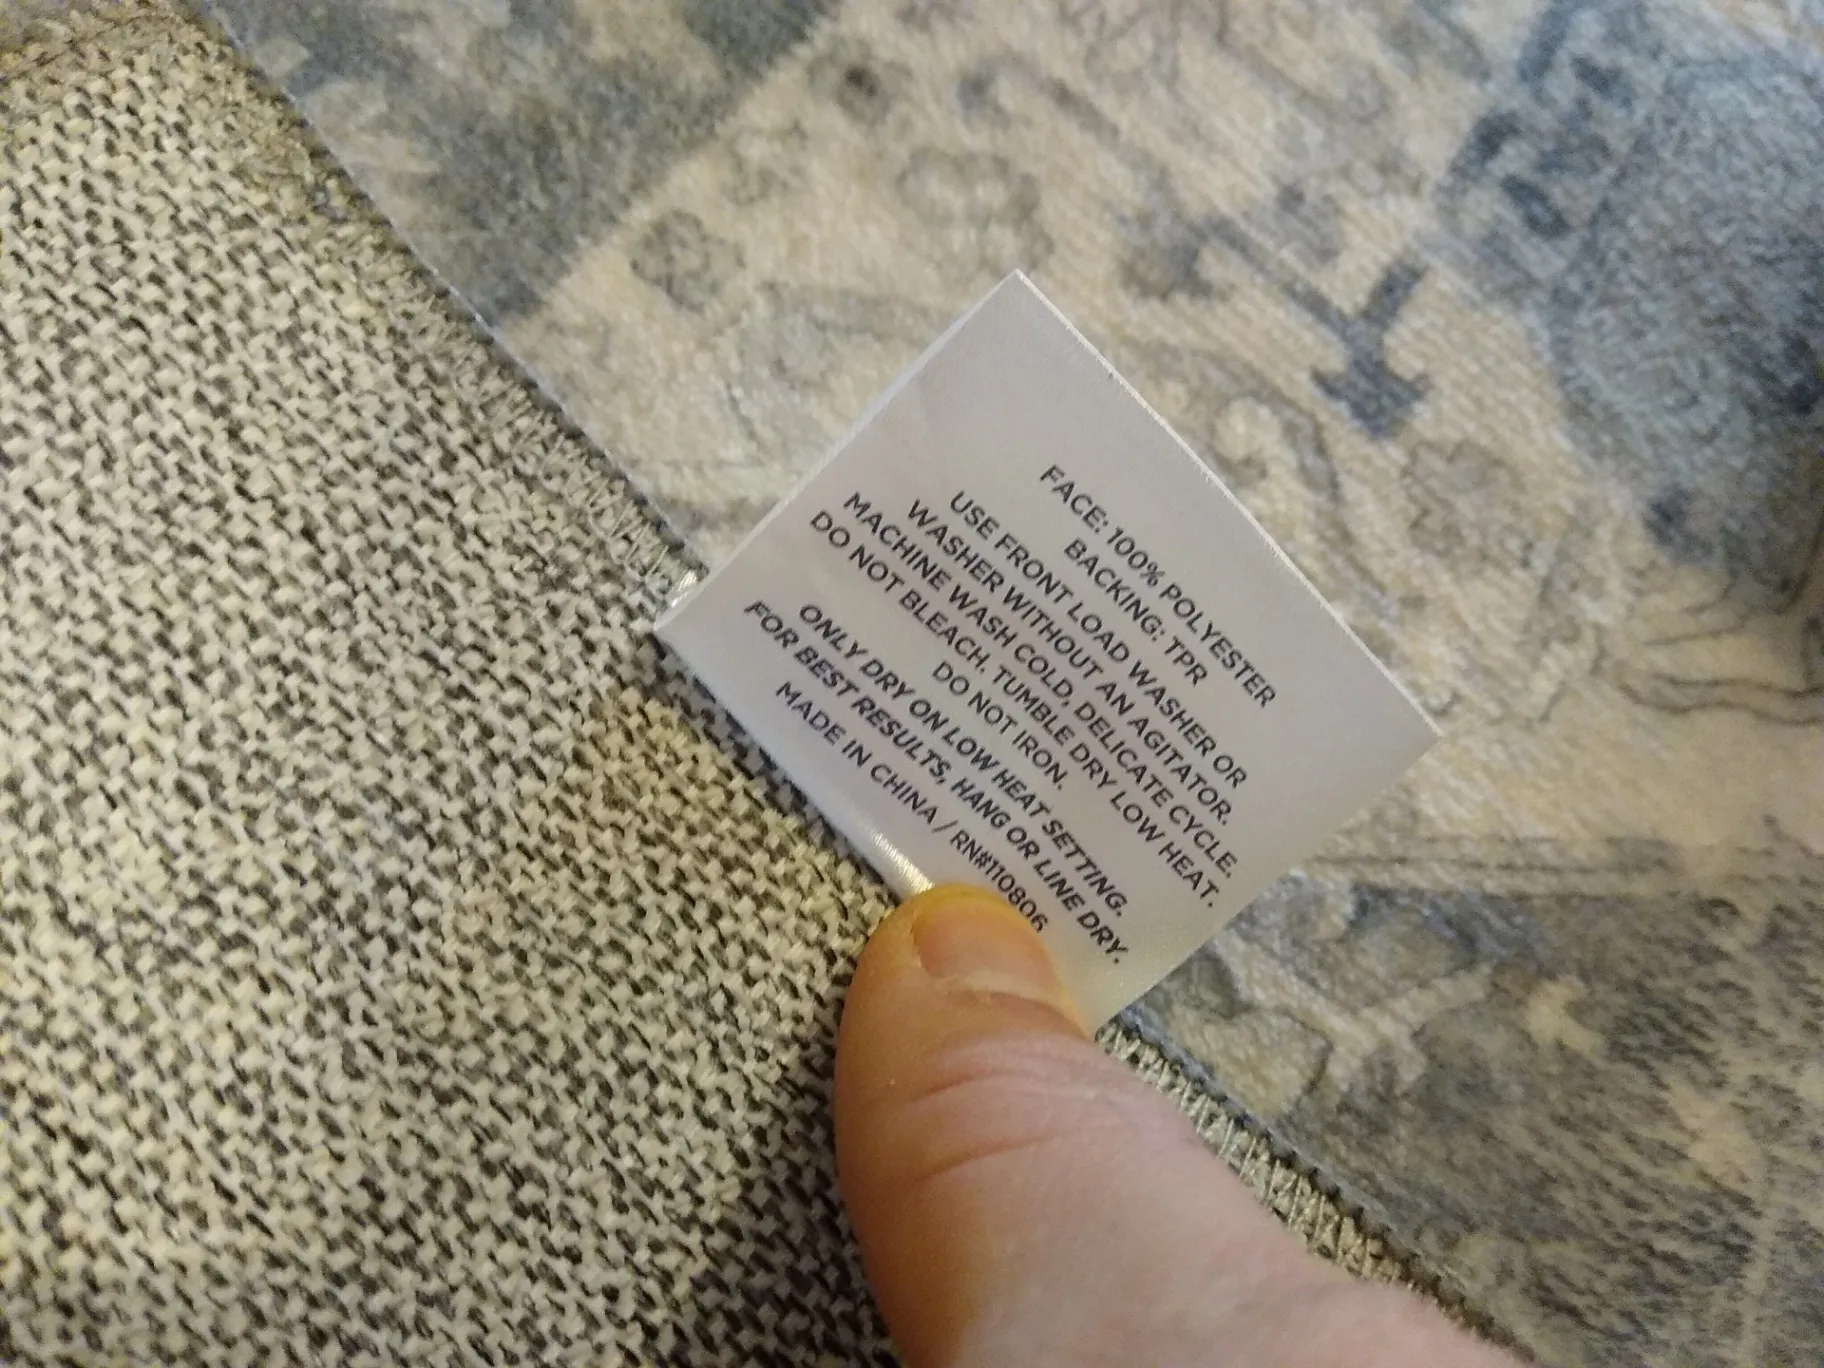 FACE: 100% POLYESTER
BACKING: TPR
USE FRONT LOAD WASHER OR
WASHER WITHOUT AN AGITATOR.
MACHINE WASH COLD, DELICATE CYCLE.
DO NOT BLEACH. TUMBLE DRY LOW HEAT.
DO NOT IRON.
ONLY DRY ON LOW HEAT SETTING.
FOR BEST RESULTS, HANG OR LINE DRY.
MADE IN CHINA / RN#110806